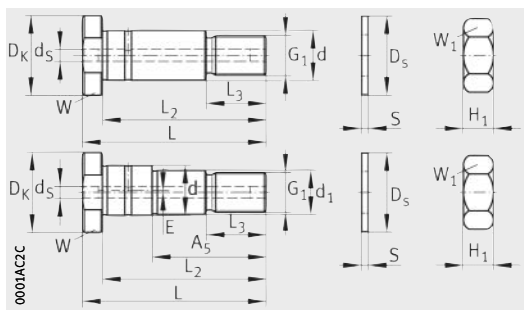 D_K d_S
W
L_3
L_2
L
G_1 d
D_s
S
W_1
H_1
D_K d_S
W
E
d
L_3
A_5
L_2
L
G_1 d_1
D_s
S
W_1
H_1
0001AC2C